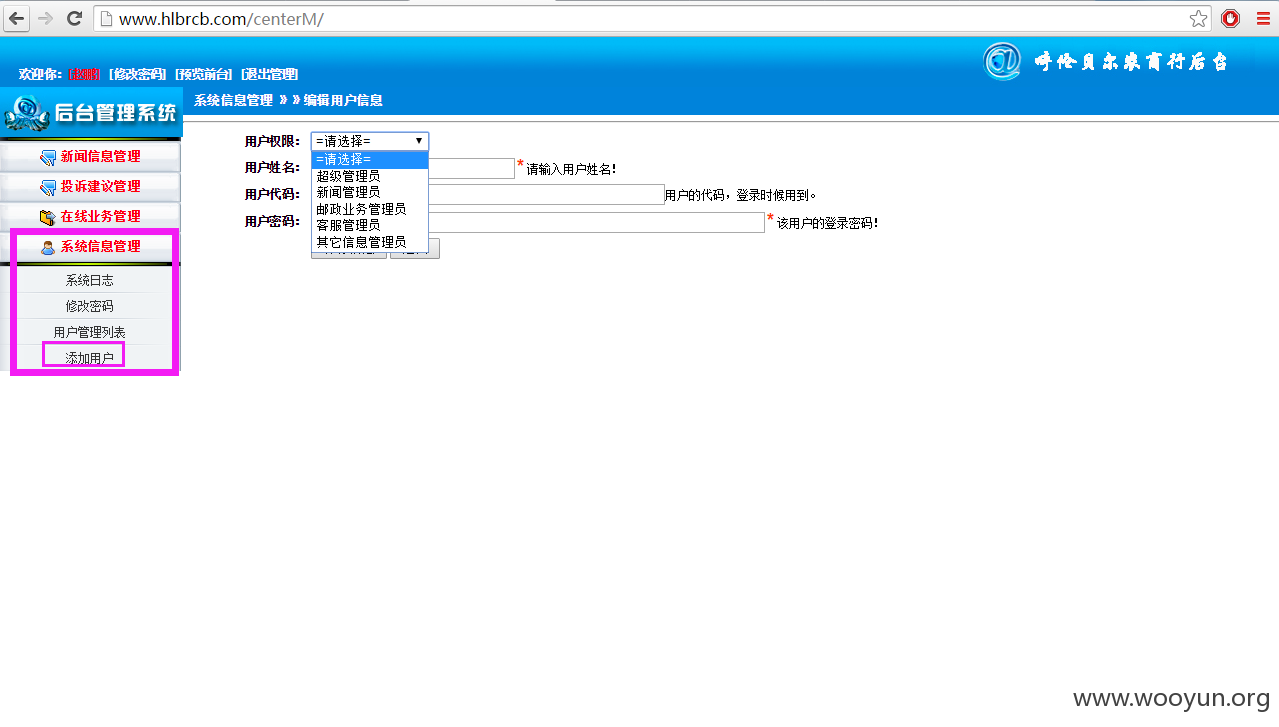 www.hlbrcb.com/centerM/
呼伦贝尔农商行后台
欢迎你: [赵鹏] [修改密码] [预览前台] [退出管理]
后台管理系统
系统信息管理 》》编辑用户信息
新闻信息管理
投诉建议管理
在线业务管理
系统信息管理
系统日志
修改密码
用户管理列表
添加用户
用户权限: =请选择=
=请选择=
超级管理员
新闻管理员
邮政业务管理员
客服管理员
其它信息管理员
用户姓名: * 请输入用户姓名!
用户代码: 用户的代码，登录时候用到。
用户密码: * 该用户的登录密码!
www.wooyun.org